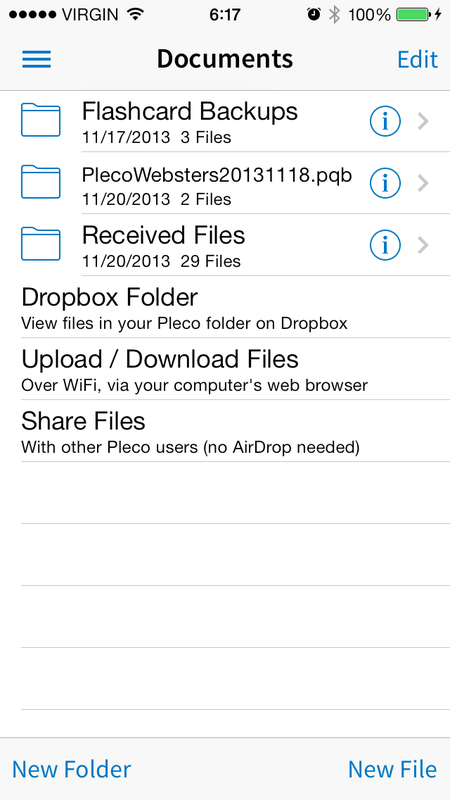 VIRGIN 6:17 100%
Documents Edit
Flashcard Backups
11/17/2013 3 Files
PlecoWebsters20131118.pqb
11/20/2013 2 Files
Received Files
11/20/2013 29 Files
Dropbox Folder
View files in your Pleco folder on Dropbox
Upload / Download Files
Over WiFi, via your computer's web browser
Share Files
With other Pleco users (no AirDrop needed)
New Folder New File